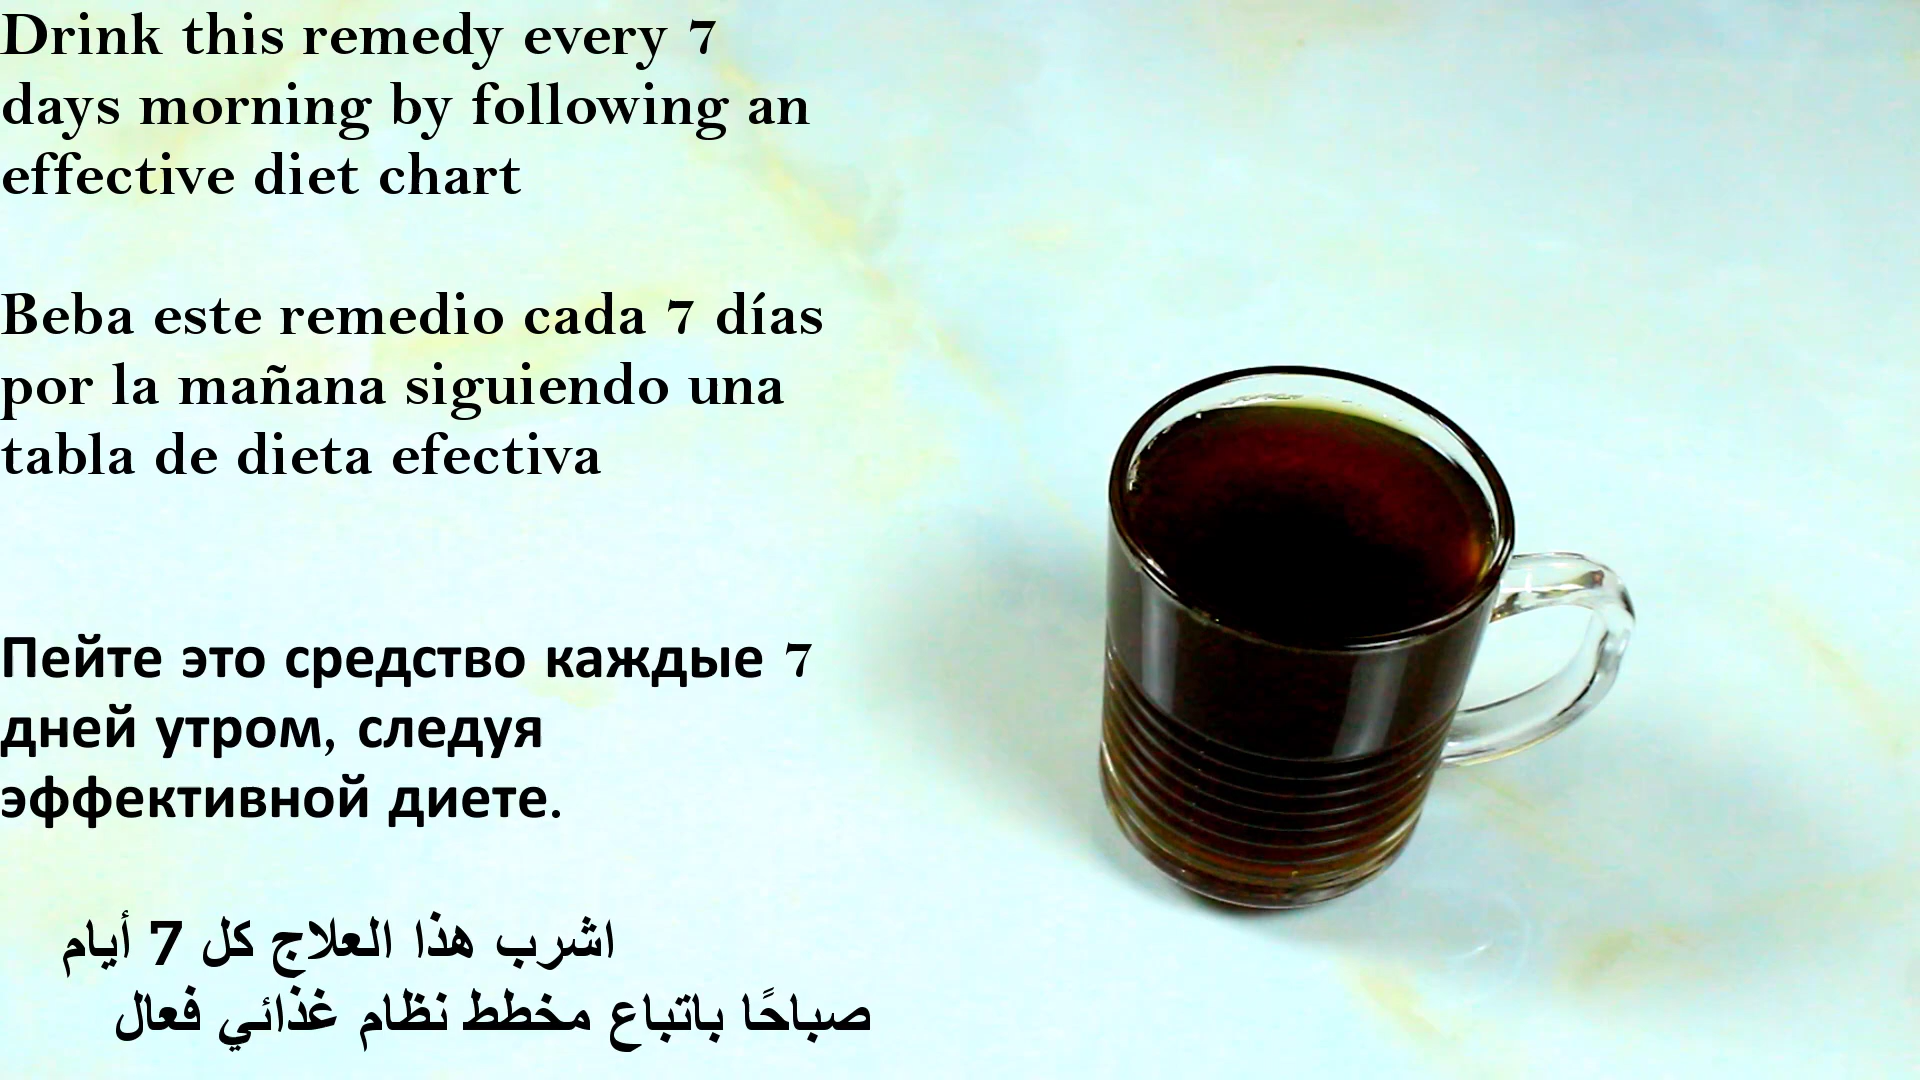 Drink this remedy every 7
days morning by following an
effective diet chart
Beba este remedio cada 7 días
por la mañana siguiendo una
tabla de dieta efectiva
Пейте это средство каждые 7
дней утром, следуя
эффективной диете.
اشرب هذا العلاج كل 7 أيام
صباحًا باتباع مخطط نظام غذائي فعال